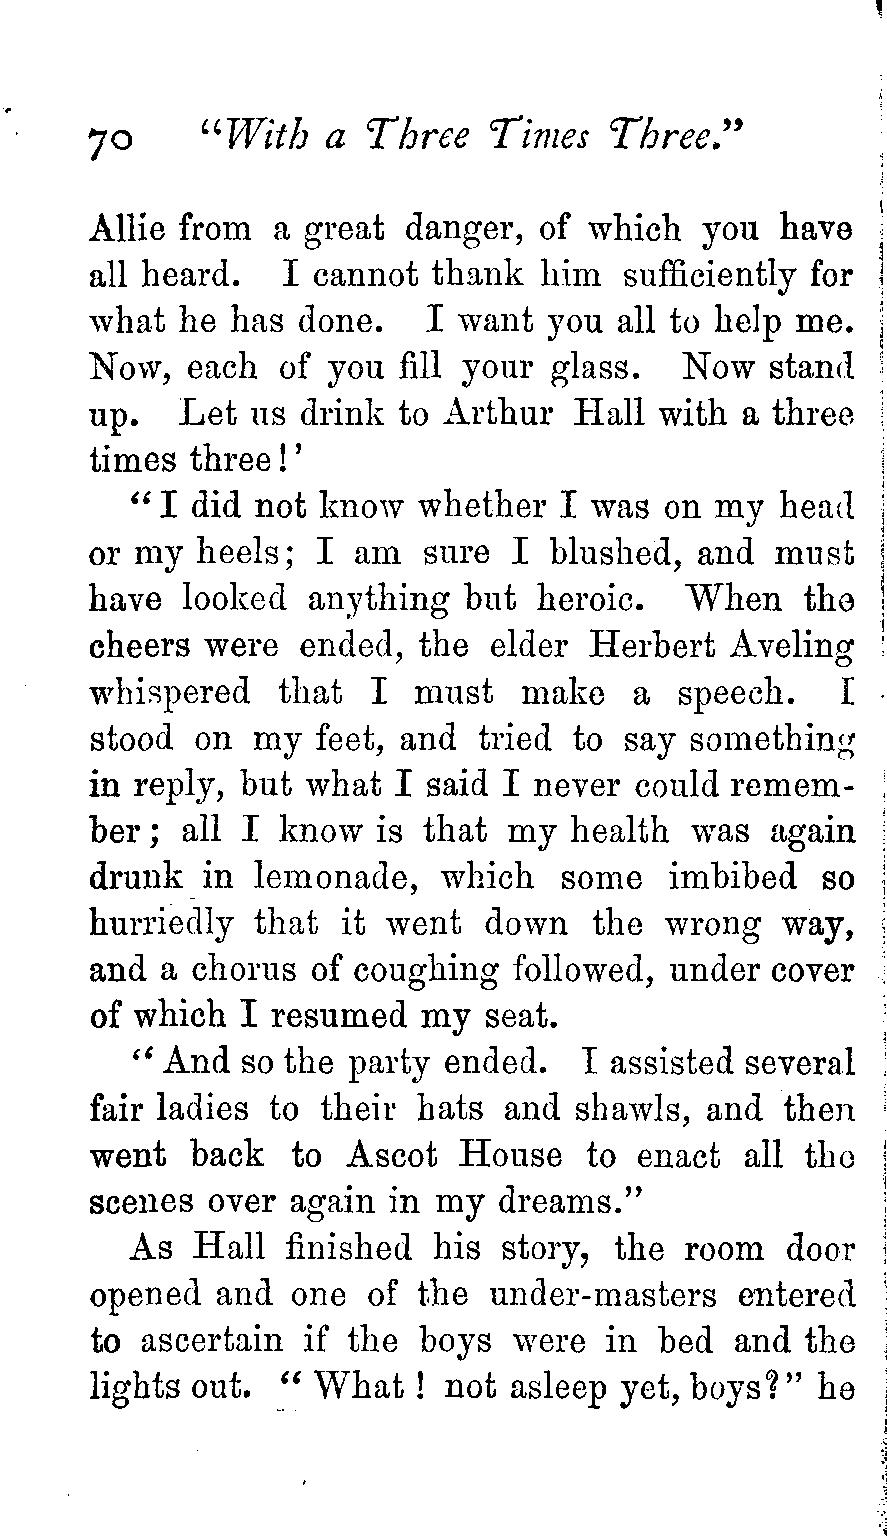 70 "With a Three Times Three."
Allie from a great danger, of which you have
all heard. I cannot thank him sufficiently for
what he has done. I want you all to help me.
Now, each of you fill your glass. Now stand
up. Let us drink to Arthur Hall with a three
times three!'
"I did not know whether I was on my head
or my heels; I am sure I blushed, and must
have looked anything but heroic. When the
cheers were ended, the elder Herbert Aveling
whispered that I must make a speech. I
stood on my feet, and tried to say something
in reply, but what I said I never could remem-
ber; all I know is that my health was again
drunk in lemonade, which some imbibed so
hurriedly that it went down the wrong way,
and a chorus of coughing followed, under cover
of which I resumed my seat.
"And so the party ended. I assisted several
fair ladies to their hats and shawls, and then
went back to Ascot House to enact all the
scenes over again in my dreams."
As Hall finished his story, the room door
opened and one of the under-masters entered
to ascertain if the boys were in bed and the
lights out. "What! not asleep yet, boys?" he